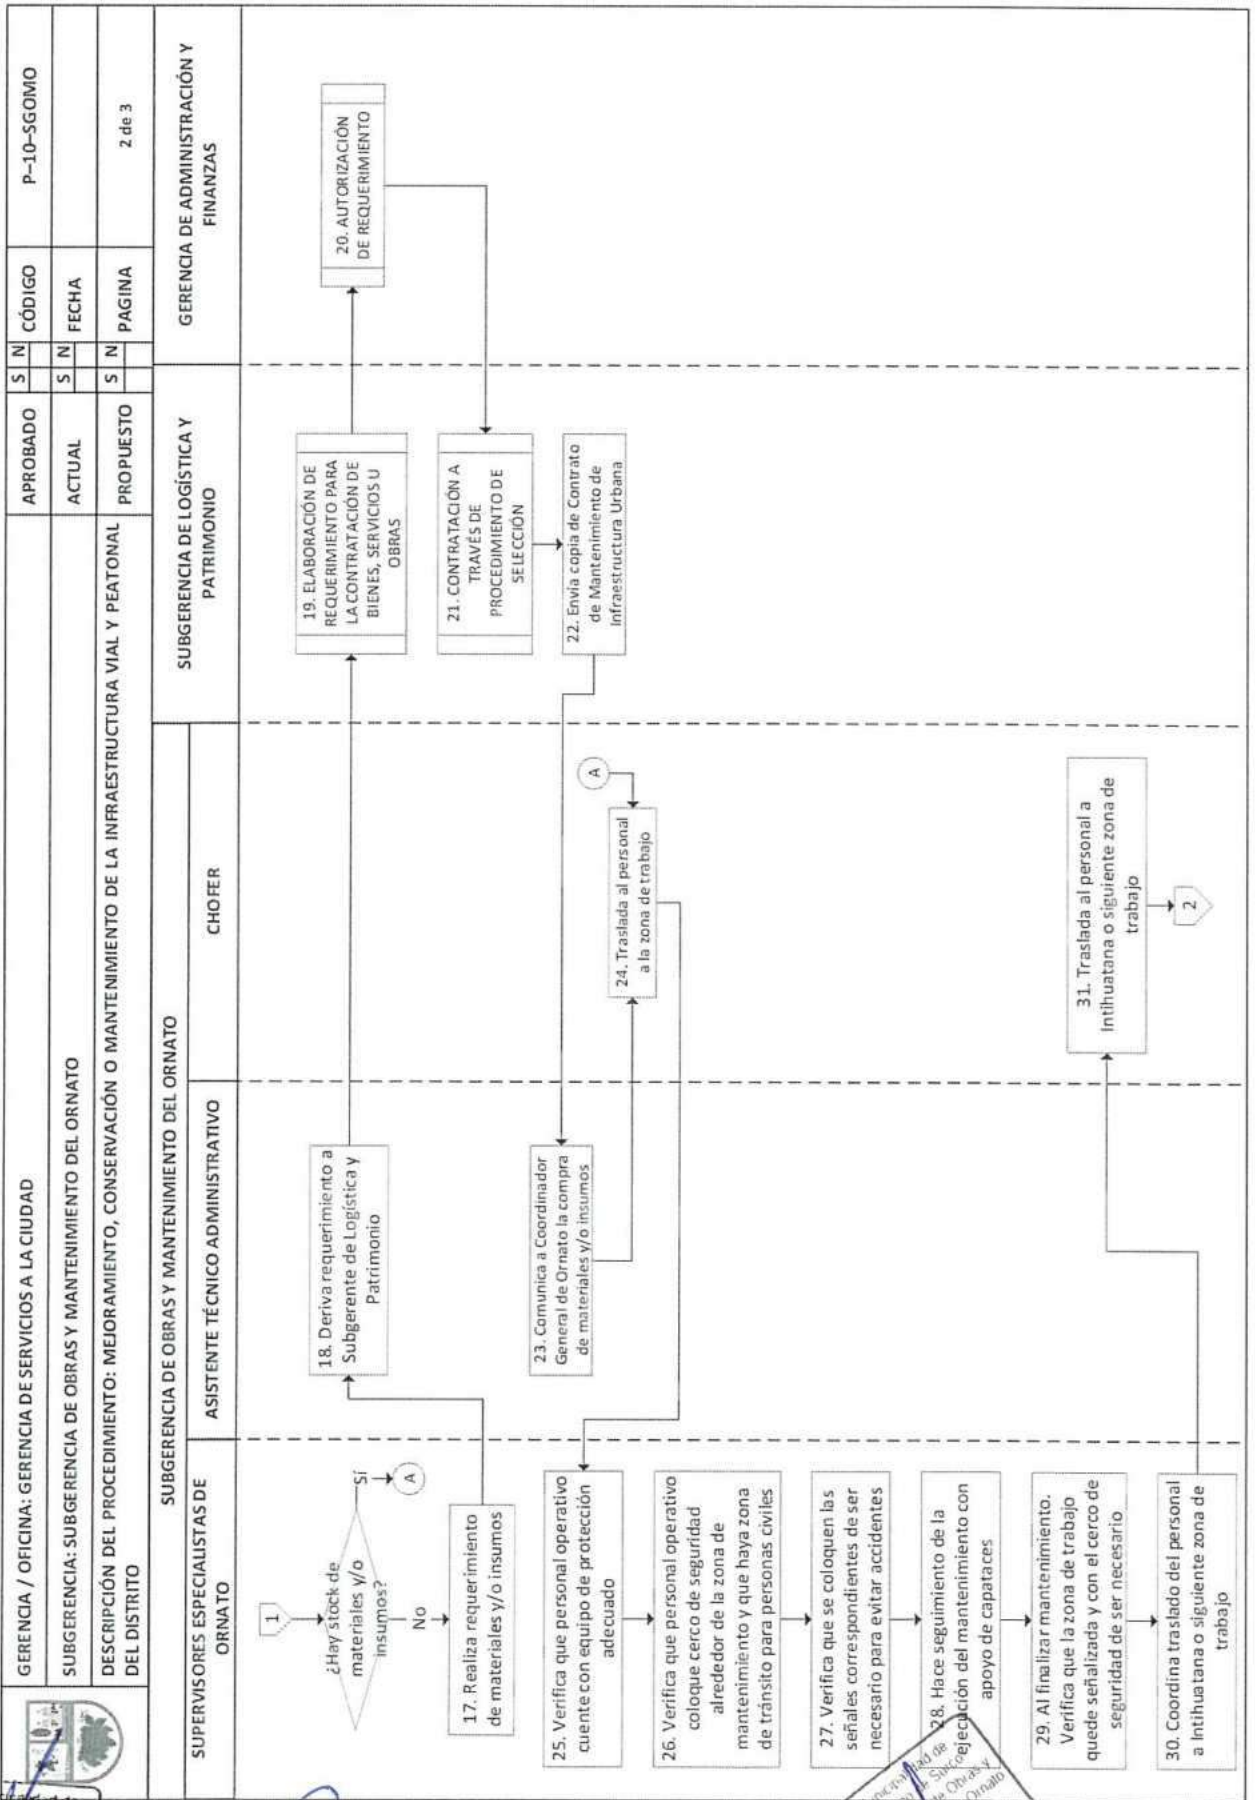 GERENCIA / OFICINA: GERENCIA DE SERVICIOS A LA CIUDAD
APROBADO
S N
CÓDIGO
P-10-SGOMO
SUBGERENCIA: SUBGERENCIA DE OBRAS Y MANTENIMIENTO DEL ORNATO
ACTUAL
S N
FECHA
DESCRIPCIÓN DEL PROCEDIMIENTO: MEJORAMIENTO, CONSERVACIÓN O MANTENIMIENTO DE LA INFRAESTRUCTURA VIAL Y PEATONAL
DEL DISTRITO
PROPUESTO
S N
PAGINA
2 de 3
SUBGERENCIA DE OBRAS Y MANTENIMIENTO DEL ORNATO
SUPERVISORES ESPECIALISTAS DE
ORNATO
ASISTENTE TÉCNICO ADMINISTRATIVO
CHOFER
SUBGERENCIA DE LOGÍSTICA Y
PATRIMONIO
GERENCIA DE ADMINISTRACIÓN Y
FINANZAS
1
¿Hay stock de
materiales y/o
insumos?
Sí
A
No
17. Realiza requerimiento
de materiales y/o insumos
18. Deriva requerimiento a
Subgerente de Logística y
Patrimonio
19. ELABORACIÓN DE
REQUERIMIENTO PARA
LA CONTRATACIÓN DE
BIENES, SERVICIOS U
OBRAS
20. AUTORIZACIÓN
DE REQUERIMIENTO
21. CONTRATACIÓN A
TRAVÉS DE
PROCEDIMIENTO DE
SELECCIÓN
22. Envia copia de Contrato
de Mantenimiento de
Infraestructura Urbana
23. Comunica a Coordinador
General de Ornato la compra
de materiales y/o insumos
A
24. Traslada al personal
a la zona de trabajo
25. Verifica que personal operativo
cuente con equipo de protección
adecuado
26. Verifica que personal operativo
coloque cerco de seguridad
alrededor de la zona de
mantenimiento y que haya zona
de tránsito para personas civiles
27. Verifica que se coloquen las
señales correspondientes de ser
necesario para evitar accidentes
28. Hace seguimiento de la
ejecución del mantenimiento con
apoyo de capataces
29. Al finalizar mantenimiento.
Verifica que la zona de trabajo
quede señalizada y con el cerco de
seguridad de ser necesario
30. Coordina traslado del personal
a Intihuatana o siguiente zona de
trabajo
31. Traslada al personal a
Intihuatana o siguiente zona de
trabajo
2
de Surco
de Obras y
Ornato